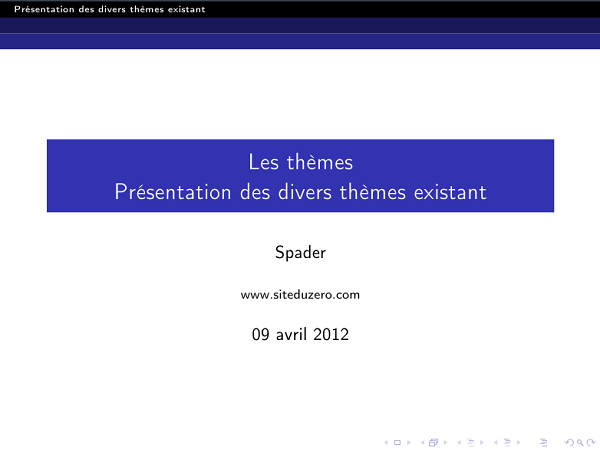 Présentation des divers thèmes existant
Les thèmes
Présentation des divers thèmes existant
Spader
www.siteduzero.com
09 avril 2012